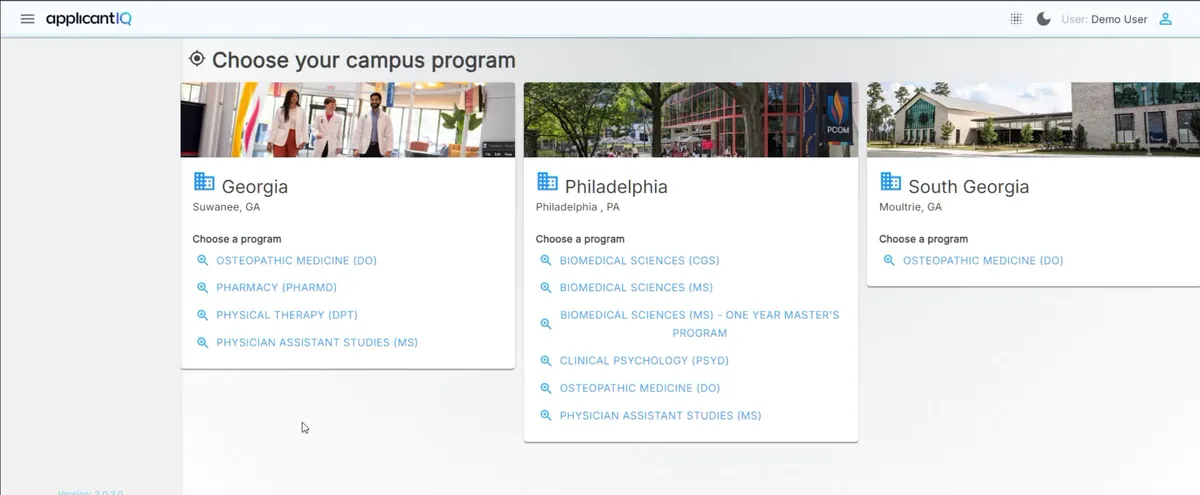 applicantIQ
User: Demo User
Choose your campus program
PCOM
Georgia
Suwanee, GA
Choose a program
OSTEOPATHIC MEDICINE (DO)
PHARMACY (PHARMD)
PHYSICAL THERAPY (DPT)
PHYSICIAN ASSISTANT STUDIES (MS)
Philadelphia
Philadelphia , PA
Choose a program
BIOMEDICAL SCIENCES (CGS)
BIOMEDICAL SCIENCES (MS)
BIOMEDICAL SCIENCES (MS) - ONE YEAR MASTER'S
PROGRAM
CLINICAL PSYCHOLOGY (PSYD)
OSTEOPATHIC MEDICINE (DO)
PHYSICIAN ASSISTANT STUDIES (MS)
South Georgia
Moultrie, GA
Choose a program
OSTEOPATHIC MEDICINE (DO)